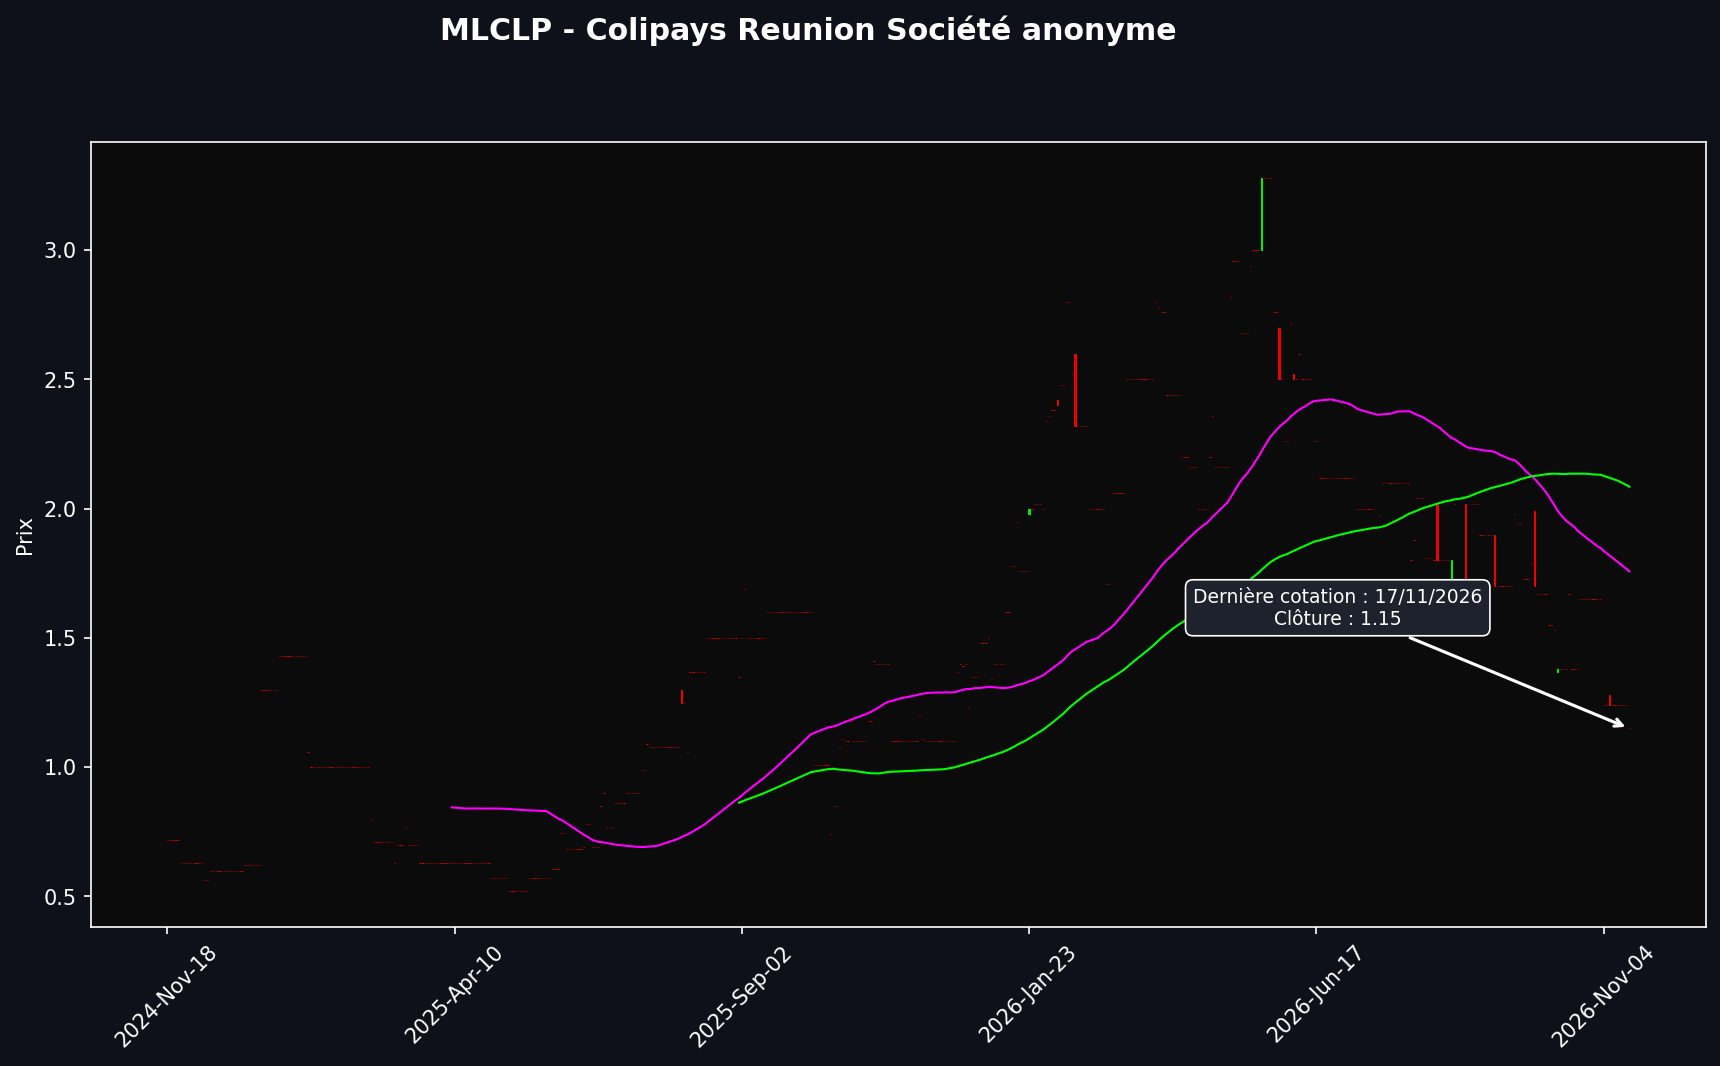 MLCLP - Colipays Reunion Société anonyme
Prix
3.0
2.5
2.0
1.5
1.0
0.5
Dernière cotation : 17/11/2026
Clôture : 1.15
2024-Nov-18
2025-Apr-10
2025-Sep-02
2026-Jan-23
2026-Jun-17
2026-Nov-04